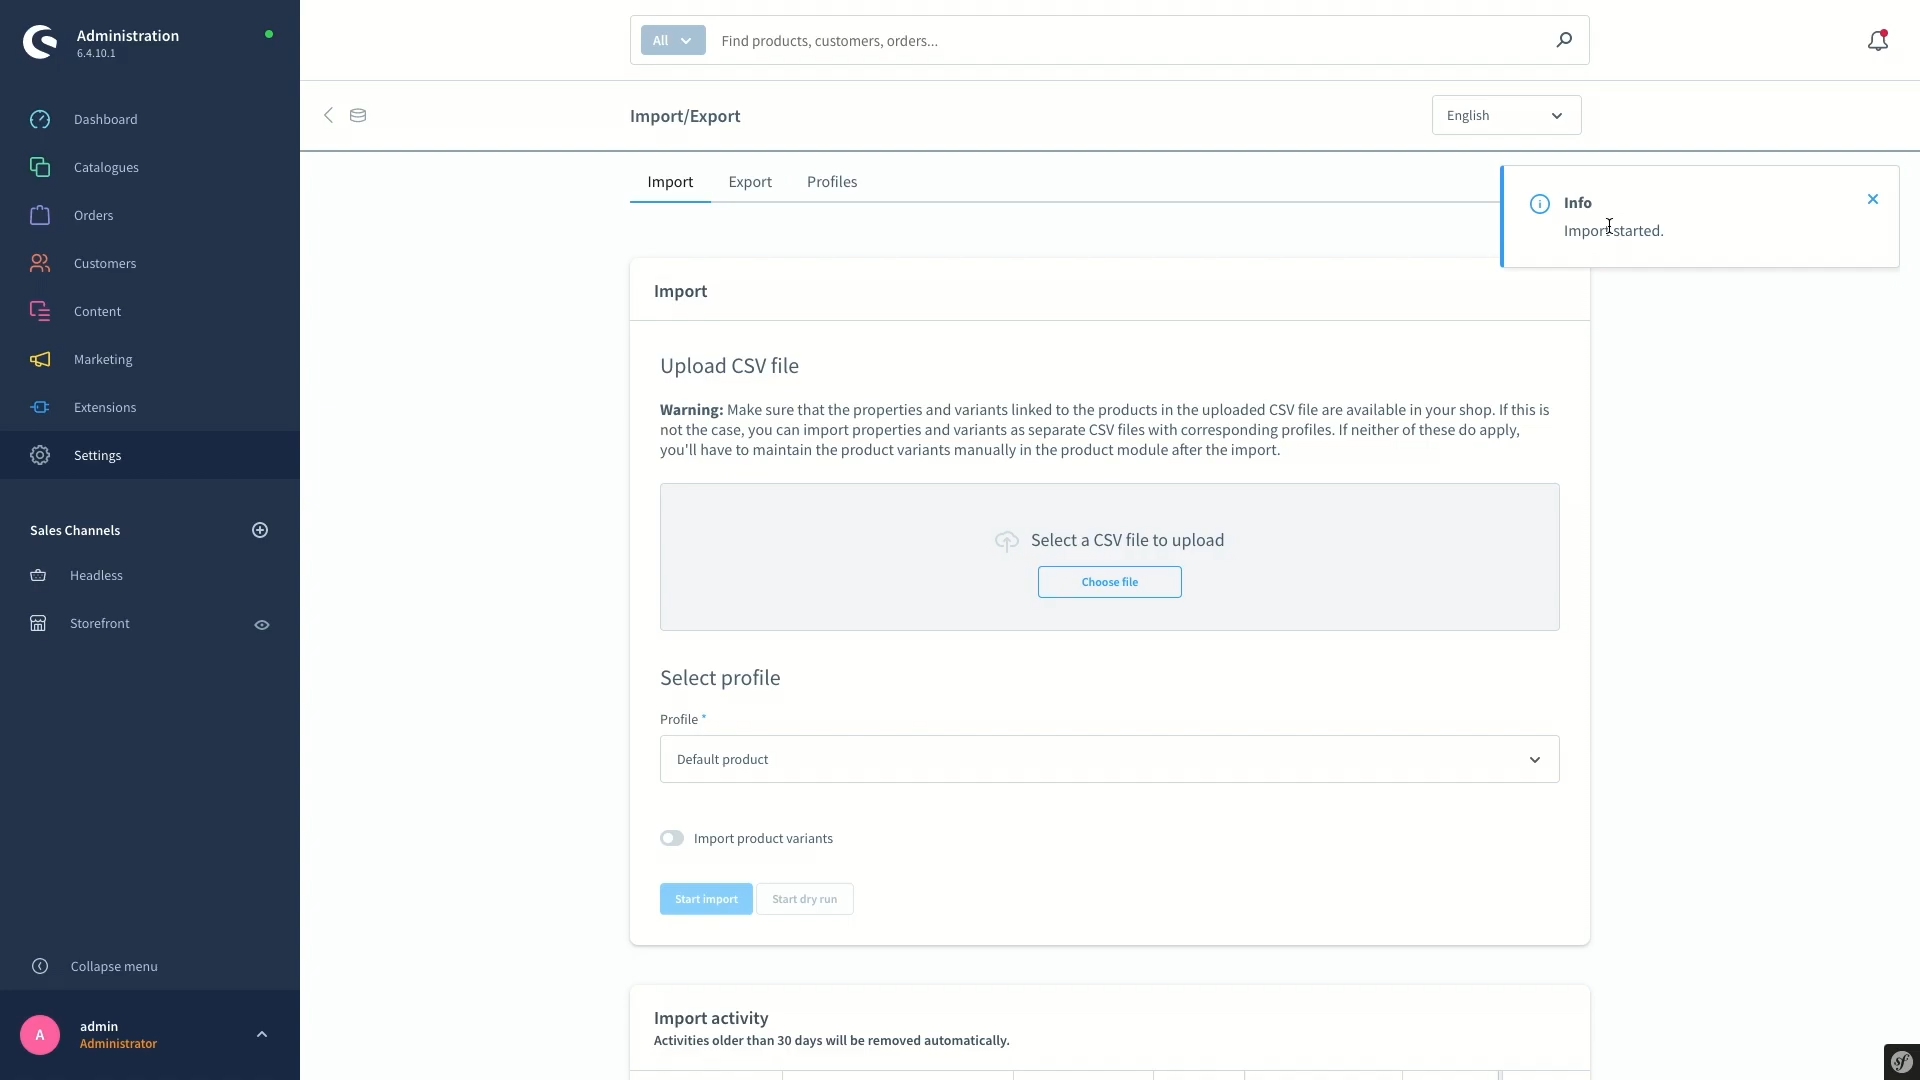 Administration
6.4.10.1
Dashboard
Catalogues
Orders
Customers
Content
Marketing
Extensions
Settings
Sales Channels
Headless
Storefront
Collapse menu
A
admin
Administrator
All
Find products, customers, orders...
Import/Export
English
Import
Export
Profiles
Info
Import started.
Import
Upload CSV file
Warning: Make sure that the properties and variants linked to the products in the uploaded CSV file are available in your shop. If this is
not the case, you can import properties and variants as separate CSV files with corresponding profiles. If neither of these do apply,
you'll have to maintain the product variants manually in the product module after the import.
Select a CSV file to upload
Choose file
Select profile
Profile *
Default product
Import product variants
Start import
Start dry run
Import activity
Activities older than 30 days will be removed automatically.
sf